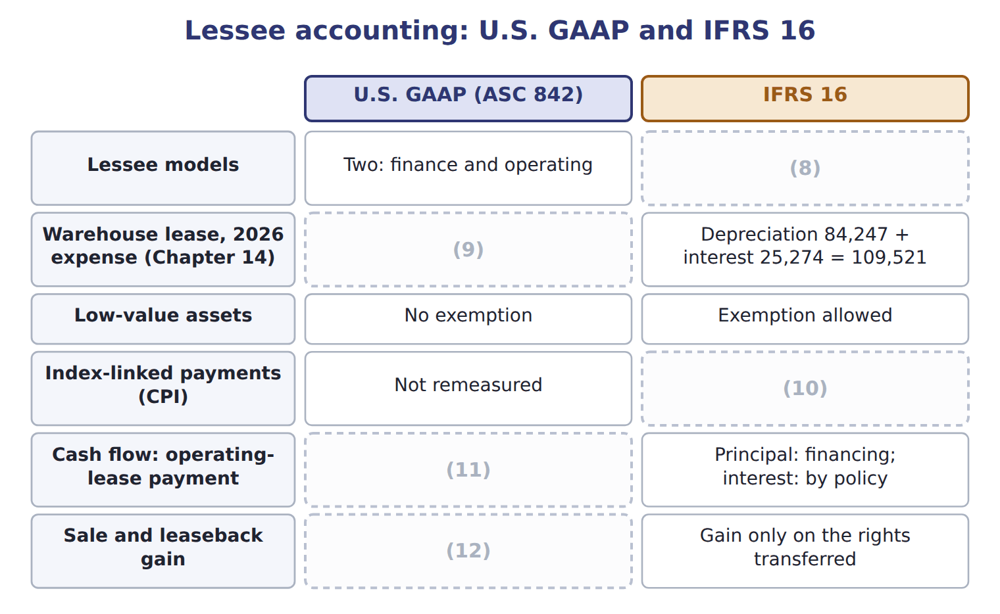 Lessee accounting: U.S. GAAP and IFRS 16
U.S. GAAP (ASC 842)
IFRS 16
Lessee models
Two: finance and operating
(8)
Warehouse lease, 2026
expense (Chapter 14)
(9)
Depreciation 84,247 +
interest 25,274 = 109,521
Low-value assets
No exemption
Exemption allowed
Index-linked payments
(CPI)
Not remeasured
(10)
Cash flow: operating-
lease payment
(11)
Principal: financing;
interest: by policy
Sale and leaseback
gain
(12)
Gain only on the rights
transferred